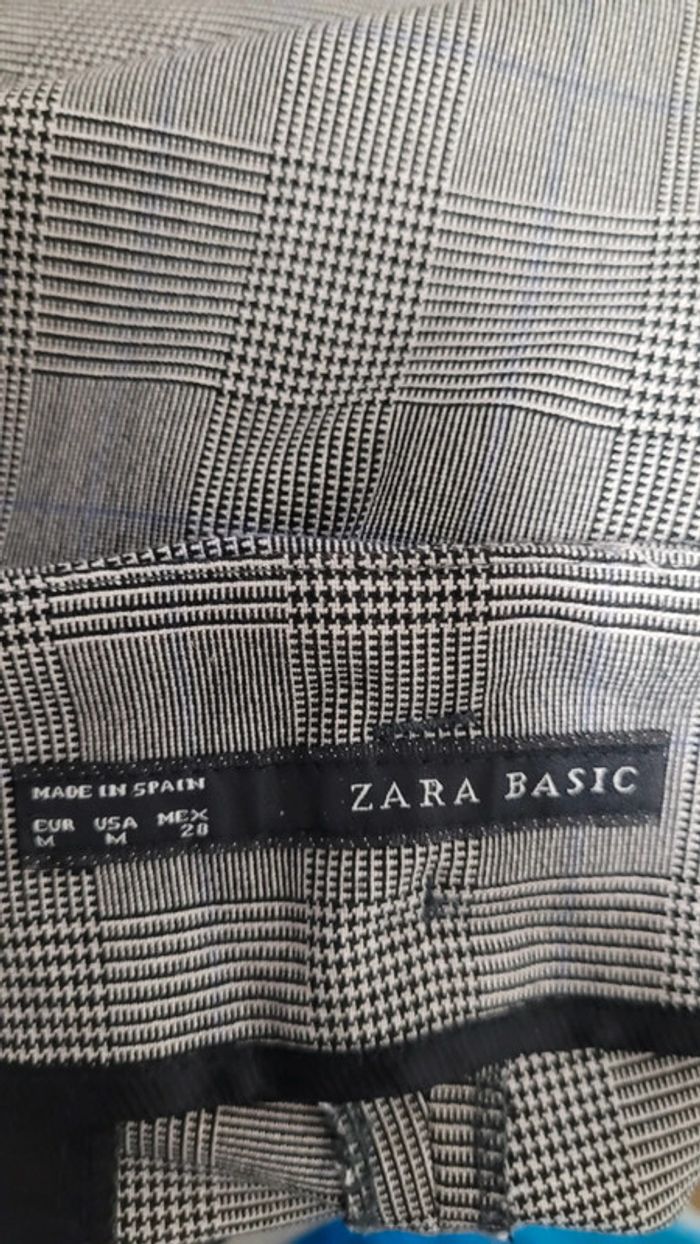 MADE IN SPAIN
EUR USA MEX
M M 28
ZARA BASIC